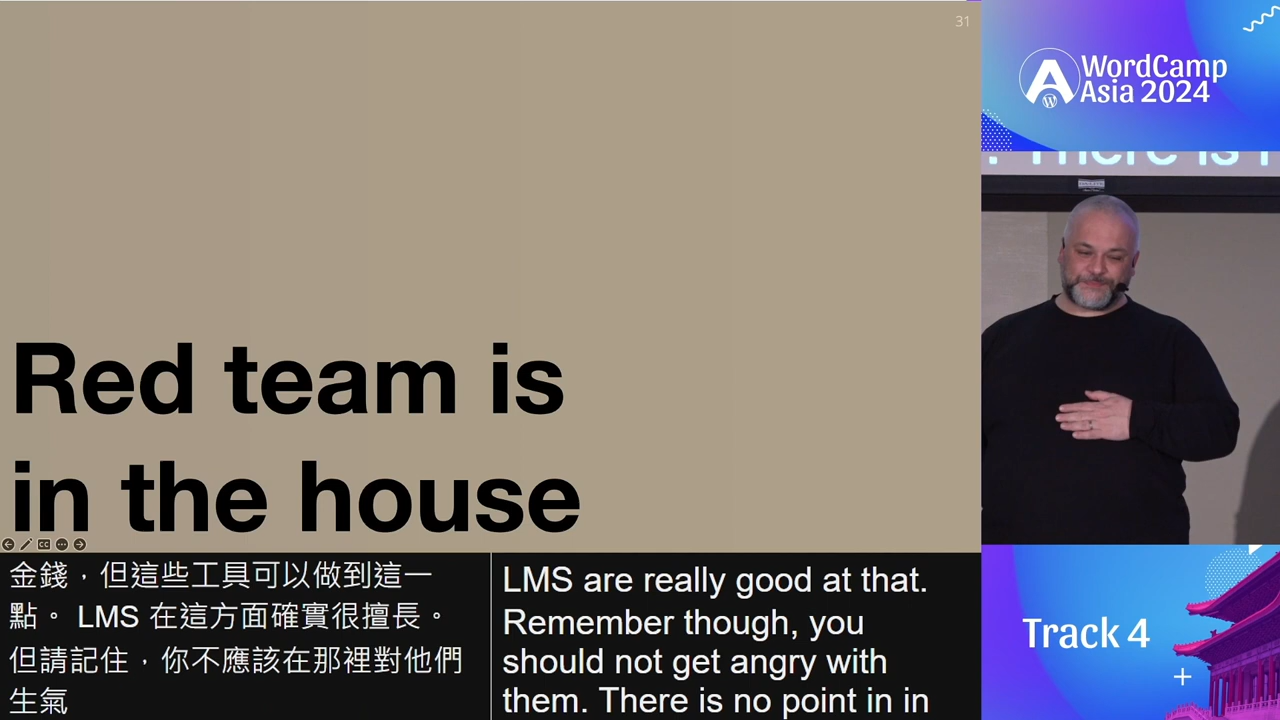 31
Red team is
in the house
金錢，但這些工具可以做到這一
點。 LMS 在這方面確實很擅長。
但請記住，你不應該在那裡對他們
生氣
LMS are really good at that.
Remember though, you
should not get angry with
them. There is no point in in
WordCamp
Asia 2024
. There is
Track 4